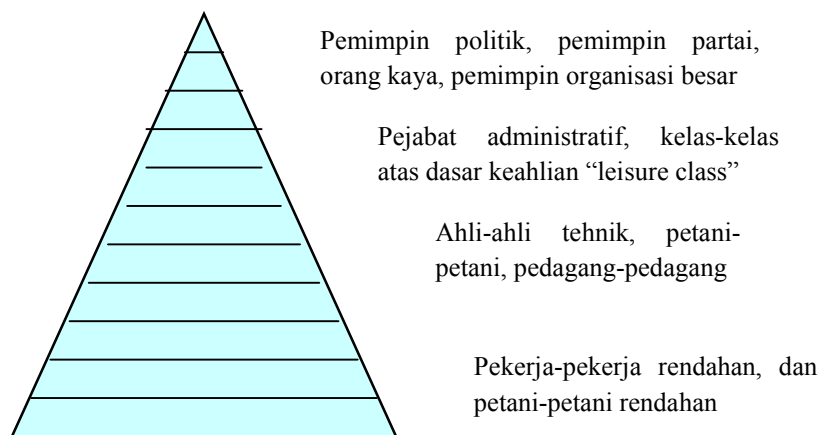 Pemimpin politik, pemimpin partai,
orang kaya, pemimpin organisasi besar
Pejabat administratif, kelas-kelas
atas dasar keahlian “leisure class”
Ahli-ahli tehnik, petani-
petani, pedagang-pedagang
Pekerja-pekerja rendahan, dan
petani-petani rendahan